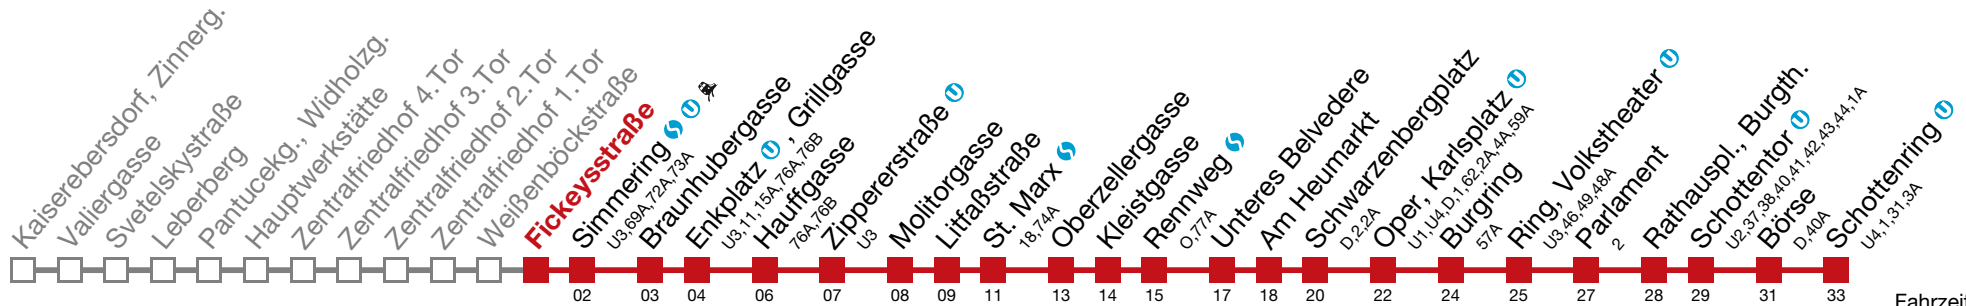 Kaiserebersdorf, Zinnerg.
Valiergasse
Svetelskystraße
Leberberg
Pantucekg., Widholzg.
Hauptwerkstätte
Zentralfriedhof 4. Tor
Zentralfriedhof 3. Tor
Zentralfriedhof 2. Tor
Zentralfriedhof 1. Tor
Weißenböckstraße
Fickeysstraße
Simmering S U
U3,69A,72A,73A
Braunhubergasse
Enkplatz U , Grillgasse
U3,11,15A,76A,76B
Hauffgasse
76A,76B
Zippererstraße U
U3
Molitorgasse
Litfaßstraße
St. Marx S
18,74A
Oberzellergasse
Kleistgasse
Rennweg S
O,77A
Unteres Belvedere
Am Heumarkt
Schwarzenbergplatz
D,2,2A
Oper, Karlsplatz U
U1,U4,D,1,62,2A,4A,59A
Burgring
57A
Ring, Volkstheater U
U3,46,49,48A
Parlament
2
Rathauspl., Burgth.
Schottentor U
U2,37,38,40,41,42,43,44,1A
Börse
D,40A
Schottenring U
U4,1,31,3A
02 03 04 06 07 08 09 11 13 14 15 17 18 20 22 24 25 27 28 29 31 33
Fahrzeit